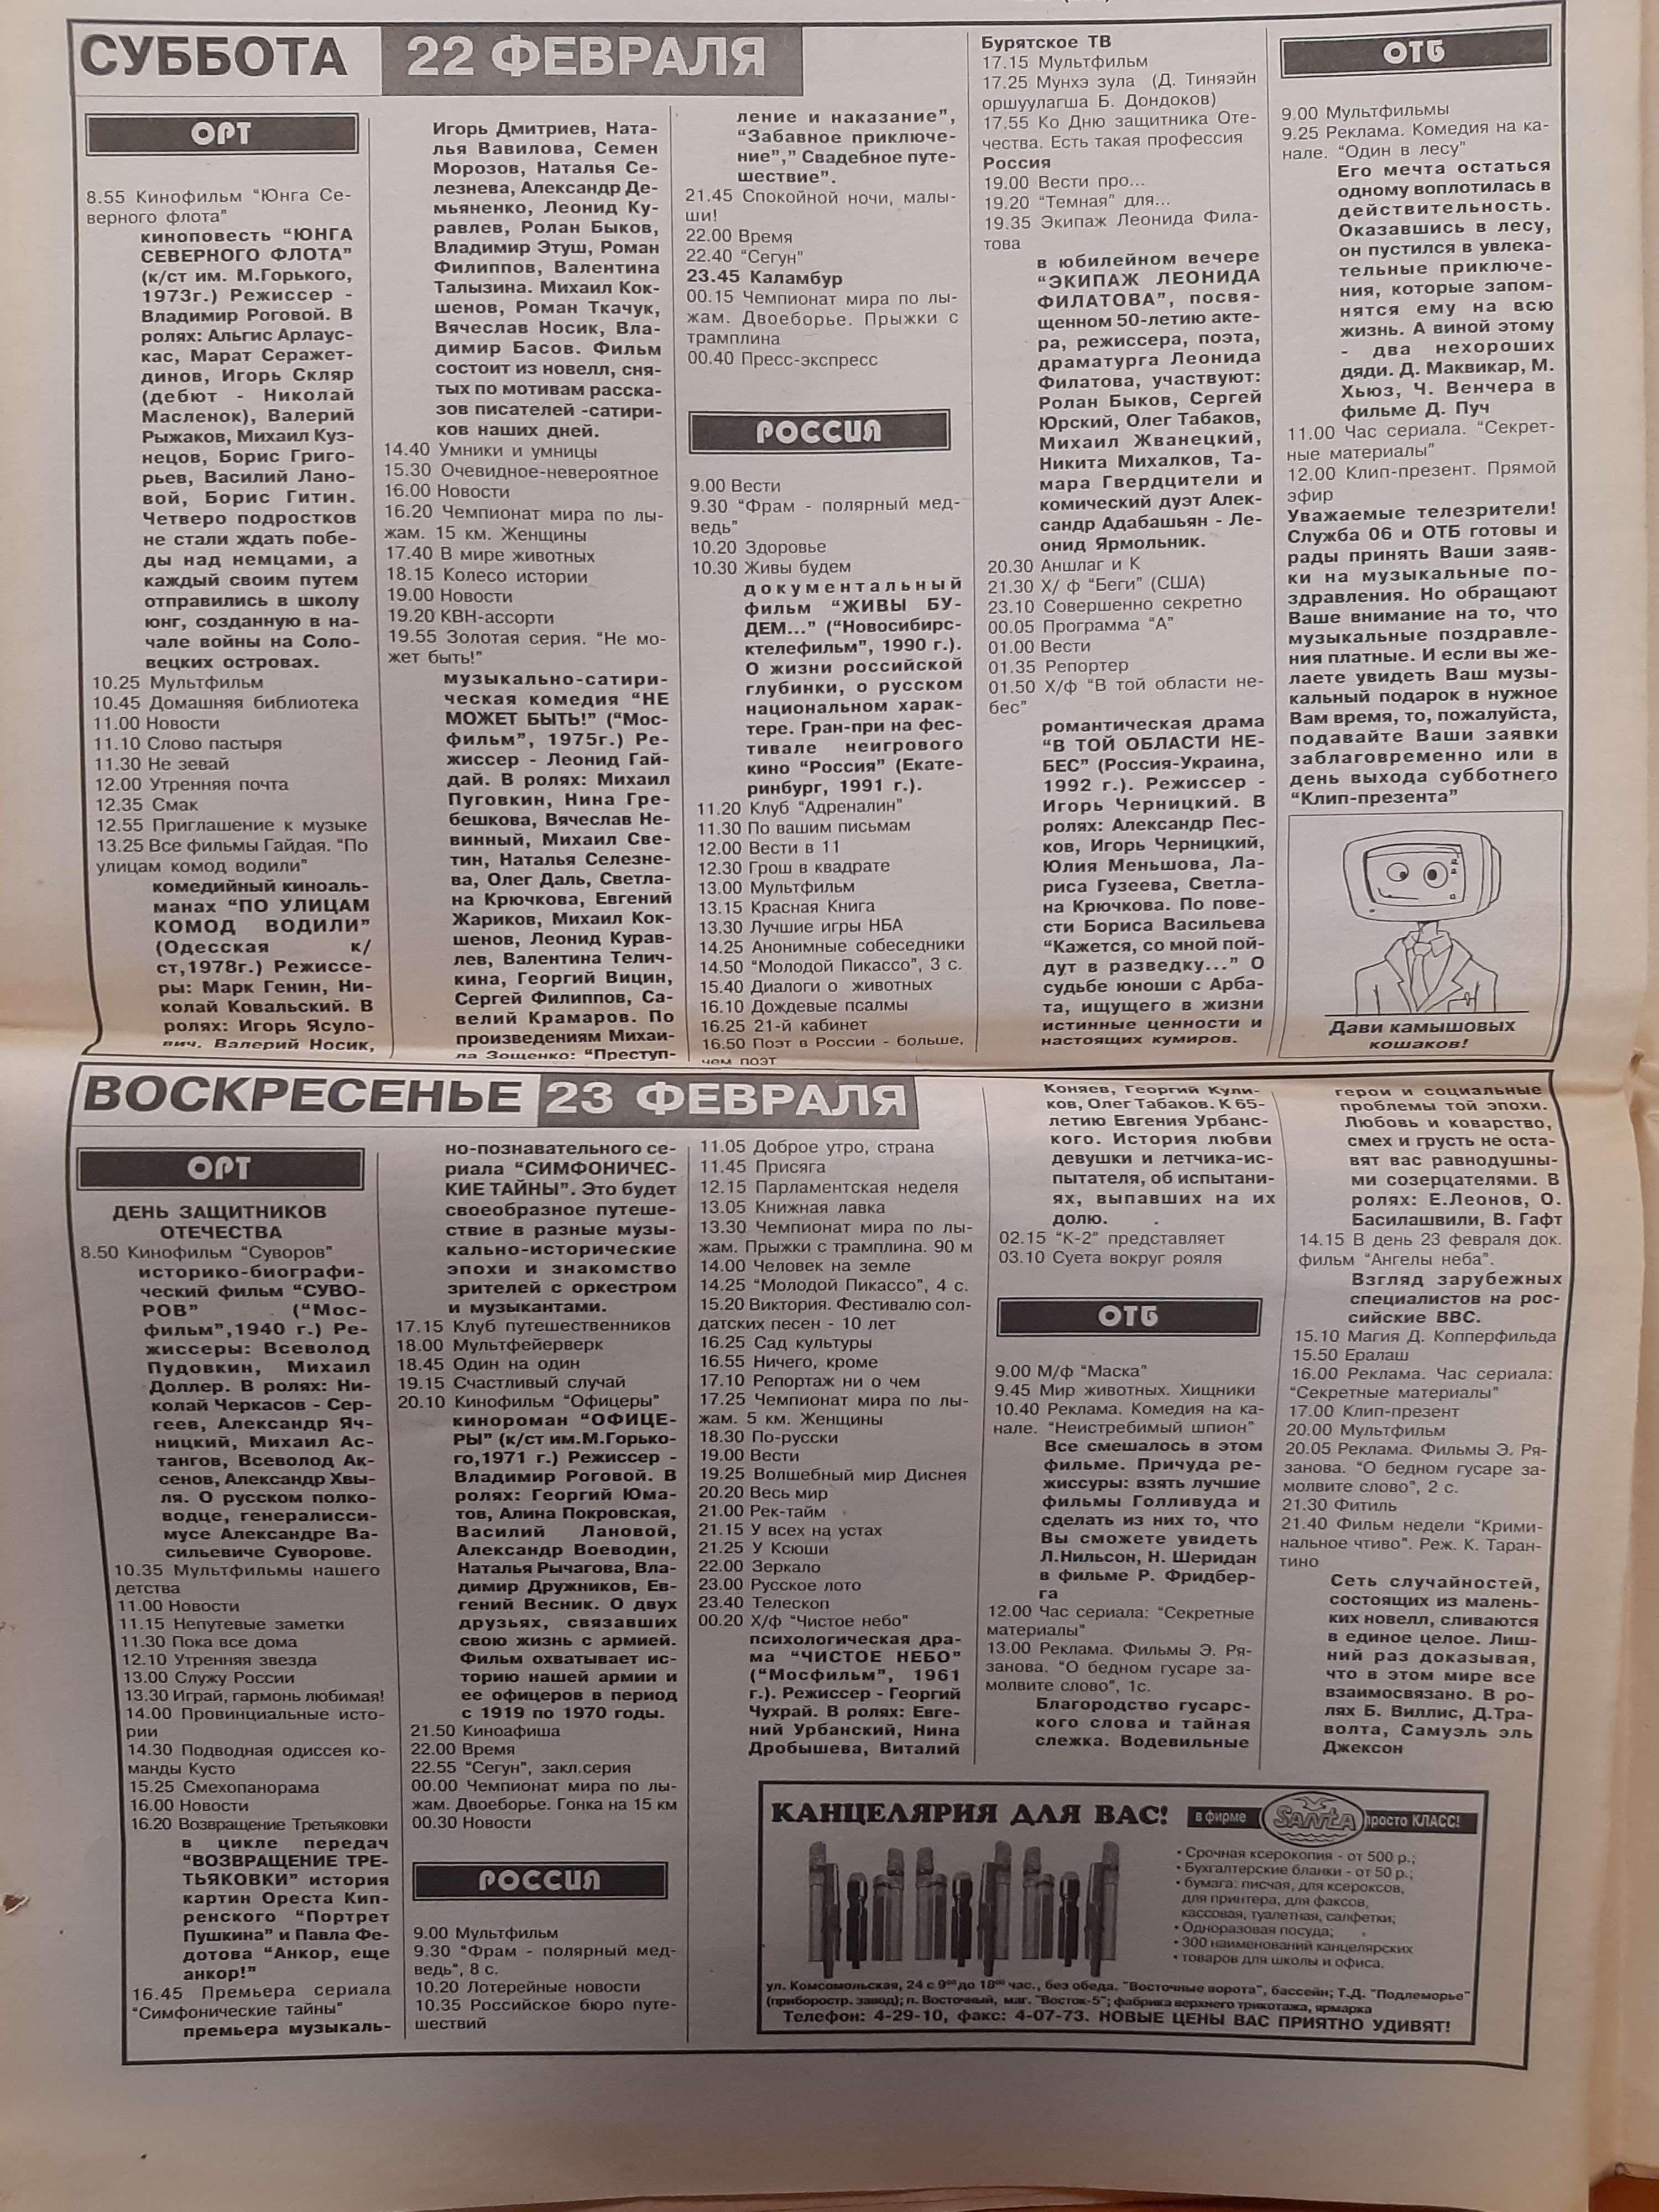 СУББОТА 22 ФЕВРАЛЯ
ОРТ
8.55 Кинофильм “Юнга Се-
верного флота”
киноповесть “ЮНГА
СЕВЕРНОГО ФЛОТА”
(к/ст им. М.Горького,
1973г.) Режиссер -
Владимир Роговой. В
ролях: Альгис Арлаус-
кас, Марат Серажет-
динов, Игорь Скляр
(дебют - Николай
Масленок), Валерий
Рыжаков, Михаил Куз-
нецов, Борис Григо-
рьев, Василий Лано-
вой, Борис Гитин.
Четверо подростков
не стали ждать побе-
ды над немцами, а
каждый своим путем
отправились в школу
юнг, созданную в на-
чале войны на Соло-
вецких островах.
10.25 Мультфильм
10.45 Домашняя библиотека
11.00 Новости
11.10 Слово пастыря
11.30 Не зевай
12.00 Утренняя почта
12.35 Смак
12.55 Приглашение к музыке
13.25 Все фильмы Гайдая. “По
улицам комод водили”
комедийный киноаль-
манах “ПО УЛИЦАМ
КОМОД ВОДИЛИ”
(Одесская к/
ст,1978г.) Режиссе-
ры: Марк Генин, Ни-
колай Ковальский. В
ролях: Игорь Ясуло-
вич, Валерий Носик,
Игорь Дмитриев, Ната-
лья Вавилова, Семен
Морозов, Наталья Се-
лезнева, Александр Де-
мьяненко, Леонид Ку-
равлев, Ролан Быков,
Владимир Этуш, Роман
Филиппов, Валентина
Талызина. Михаил Кок-
шенов, Роман Ткачук,
Вячеслав Носик, Вла-
димир Басов. Фильм
состоит из новелл, сня-
тых по мотивам расска-
зов писателей -сатири-
ков наших дней.
14.40 Умники и умницы
15.30 Очевидное-невероятное
16.00 Новости
16.20 Чемпионат мира по лы-
жам. 15 км. Женщины
17.40 В мире животных
18.15 Колесо истории
19.00 Новости
19.20 КВН-ассорти
19.55 Золотая серия. “Не мо-
жет быть!”
музыкально-сатири-
ческая комедия “НЕ
МОЖЕТ БЫТЬ!” (“Мос-
фильм”, 1975г.) Ре-
жиссер - Леонид Гай-
дай. В ролях: Михаил
Пуговкин, Нина Гре-
бешкова, Вячеслав Не-
винный, Михаил Све-
тин, Наталья Селезне-
ва, Олег Даль, Светла-
на Крючкова, Евгений
Жариков, Михаил Кок-
шенов, Леонид Курав-
лев, Валентина Телич-
кина, Георгий Вицин,
Сергей Филиппов, Са-
велий Крамаров. По
произведениям Михаи-
ла Зощенко: “Преступ-
ление и наказание”,
“Забавное приключе-
ние”,” Свадебное путе-
шествие”.
21.45 Спокойной ночи, малы-
ши!
22.00 Время
22.40 “Сегун”
23.45 Каламбур
00.15 Чемпионат мира по лы-
жам. Двоеборье. Прыжки с
трамплина
00.40 Пресс-экспресс
РОССИЯ
9.00 Вести
9.30 “Фрам - полярный мед-
ведь”
10.20 Здоровье
10.30 Живы будем
документальный
фильм “ЖИВЫ БУ-
ДЕМ...” (“Новосибирс-
ктелефильм”, 1990 г.).
О жизни российской
глубинки, о русском
национальном харак-
тере. Гран-при на фес-
тивале неигрового
кино “Россия” (Екате-
ринбург, 1991 г.).
11.20 Клуб “Адреналин”
11.30 По вашим письмам
12.00 Вести в 11
12.30 Грош в квадрате
13.00 Мультфильм
13.15 Красная Книга
13.30 Лучшие игры НБА
14.25 Анонимные собеседники
14.50 “Молодой Пикассо”, 3 с.
15.40 Диалоги о животных
16.10 Дождевые псалмы
16.25 21-й кабинет
16.50 Поэт в России - больше,
чем поэт
Бурятское ТВ
17.15 Мультфильм
17.25 Мунхэ зула (Д. Тиняэйн
оршуулагша Б. Дондоков)
17.55 Ко Дню защитника Оте-
чества. Есть такая профессия
Россия
19.00 Вести про...
19.20 “Темная” для...
19.35 Экипаж Леонида Фила-
това
в юбилейном вечере
“ЭКИПАЖ ЛЕОНИДА
ФИЛАТОВА”, посвя-
щенном 50-летию акте-
ра, режиссера, поэта,
драматурга Леонида
Филатова, участвуют:
Ролан Быков, Сергей
Юрский, Олег Табаков,
Михаил Жванецкий,
Никита Михалков, Та-
мара Гвердцители и
комический дуэт Алек-
сандр Адабашьян - Ле-
онид Ярмольник.
20.30 Аншлаг и К
21.30 Х/ ф “Беги” (США)
23.10 Совершенно секретно
00.05 Программа “А”
01.00 Вести
01.35 Репортер
01.50 Х/ф “В той области не-
бес”
романтическая драма
“В ТОЙ ОБЛАСТИ НЕ-
БЕС” (Россия-Украина,
1992 г.). Режиссер -
Игорь Черницкий. В
ролях: Александр Пес-
ков, Игорь Черницкий,
Юлия Меньшова, Ла-
риса Гузеева, Светла-
на Крючкова. По пове-
сти Бориса Васильева
“Кажется, со мной пой-
дут в разведку...” О
судьбе юноши с Арба-
та, ищущего в жизни
истинные ценности и
настоящих кумиров.
ОТБ
9.00 Мультфильмы
9.25 Реклама. Комедия на ка-
нале. “Один в лесу”
Его мечта остаться
одному воплотилась в
действительность.
Оказавшись в лесу,
он пустился в увлека-
тельные приключе-
ния, которые запом-
нятся ему на всю
жизнь. А виной этому
- два нехороших
дяди. Д. Маквикар, М.
Хьюз, Ч. Венчера в
фильме Д. Пуч
11.00 Час сериала. “Секрет-
ные материалы”
12.00 Клип-презент. Прямой
эфир
Уважаемые телезрители!
Служба 06 и ОТБ готовы и
рады принять Ваши заяв-
ки на музыкальные по-
здравления. Но обращают
Ваше внимание на то, что
музыкальные поздравле-
ния платные. И если вы же-
лаете увидеть Ваш музы-
кальный подарок в нужное
Вам время, то, пожалуйста,
подавайте Ваши заявки
заблаговременно или в
день выхода субботнего
“Клип-презента”
Дави камышовых
кошаков!
ВОСКРЕСЕНЬЕ 23 ФЕВРАЛЯ
ОРТ
ДЕНЬ ЗАЩИТНИКОВ
ОТЕЧЕСТВА
8.50 Кинофильм “Суворов”
историко-биографи-
ческий фильм “СУВО-
РОВ” (“Мос-
фильм”,1940 г.) Ре-
жиссеры: Всеволод
Пудовкин, Михаил
Доллер. В ролях: Ни-
колай Черкасов - Сер-
геев, Александр Яч-
ницкий, Михаил Ас-
тангов, Всеволод Ак-
сенов, Александр Хвы-
ля. О русском полко-
водце, генералисси-
мусе Александре Ва-
сильевиче Суворове.
10.35 Мультфильмы нашего
детства
11.00 Новости
11.15 Непутевые заметки
11.30 Пока все дома
12.10 Утренняя звезда
13.00 Служу России
13.30 Играй, гармонь любимая!
14.00 Провинциальные исто-
рии
14.30 Подводная одиссея ко-
манды Кусто
15.25 Смехопанорама
16.00 Новости
16.20 Возвращение Третьяковки
в цикле передач
“ВОЗВРАЩЕНИЕ ТРЕ-
ТЬЯКОВКИ” история
картин Ореста Кип-
ренского “Портрет
Пушкина” и Павла Фе-
дотова “Анкор, еще
анкор!”
16.45 Премьера сериала
“Симфонические тайны”
премьера музыкаль-
но-познавательного се-
риала “СИМФОНИЧЕС-
КИЕ ТАЙНЫ”. Это будет
своеобразное путеше-
ствие в разные музы-
кально-исторические
эпохи и знакомство
зрителей с оркестром
и музыкантами.
17.15 Клуб путешественников
18.00 Мультфейерверк
18.45 Один на один
19.15 Счастливый случай
20.10 Кинофильм “Офицеры”
кинороман “ОФИЦЕ-
РЫ” (к/ст им.М.Горько-
го,1971 г.) Режиссер -
Владимир Роговой. В
ролях: Георгий Юма-
тов, Алина Покровская,
Василий Лановой,
Александр Воеводин,
Наталья Рычагова, Вла-
димир Дружников, Ев-
гений Весник. О двух
друзьях, связавших
свою жизнь с армией.
Фильм охватывает ис-
торию нашей армии и
ее офицеров в период
с 1919 по 1970 годы.
21.50 Киноафиша
22.00 Время
22.55 “Сегун”, закл.серия
00.00 Чемпионат мира по лы-
жам. Двоеборье. Гонка на 15 км
00.30 Новости
РОССИЯ
9.00 Мультфильм
9.30 “Фрам - полярный мед-
ведь”, 8 с.
10.20 Лотерейные новости
10.35 Российское бюро путе-
шествий
11.05 Доброе утро, страна
11.45 Присяга
12.15 Парламентская неделя
13.05 Книжная лавка
13.30 Чемпионат мира по лы-
жам. Прыжки с трамплина. 90 м
14.00 Человек на земле
14.25 “Молодой Пикассо”, 4 с.
15.20 Виктория. Фестивалю сол-
датских песен - 10 лет
16.25 Сад культуры
16.55 Ничего, кроме
17.10 Репортаж ни о чем
17.25 Чемпионат мира по лы-
жам. 5 км. Женщины
18.30 По-русски
19.00 Вести
19.25 Волшебный мир Диснея
20.20 Весь мир
21.00 Рек-тайм
21.15 У всех на устах
21.25 У Ксюши
22.00 Зеркало
23.00 Русское лото
23.40 Телескоп
00.20 Х/ф “Чистое небо”
психологическая дра-
ма “ЧИСТОЕ НЕБО”
(“Мосфильм”, 1961
г.). Режиссер - Георгий
Чухрай. В ролях: Евге-
ний Урбанский, Нина
Дробышева, Виталий
Коняев, Георгий Кули-
ков, Олег Табаков. К 65-
летию Евгения Урбанс-
кого. История любви
девушки и летчика-ис-
пытателя, об испытани-
ях, выпавших на их
долю.
02.15 “К-2” представляет
03.10 Суета вокруг рояля
ОТБ
9.00 М/ф “Маска”
9.45 Мир животных. Хищники
10.40 Реклама. Комедия на ка-
нале. “Неистребимый шпион”
Все смешалось в этом
фильме. Причуда ре-
жиссуры: взять лучшие
фильмы Голливуда и
сделать из них то, что
Вы сможете увидеть
Л.Нильсон, Н. Шеридан
в фильме Р. Фридбер-
га
12.00 Час сериала: “Секретные
материалы”
13.00 Реклама. Фильмы Э. Ря-
занова. “О бедном гусаре за-
молвите слово”, 1с.
Благородство гусарс-
кого слова и тайная
слежка. Водевильные
герои и социальные
проблемы той эпохи.
Любовь и коварство,
смех и грусть не оста-
вят вас равнодушны-
ми созерцателями. В
ролях: Е.Леонов, О.
Басилашвили, В. Гафт
14.15 В день 23 февраля док.
фильм “Ангелы неба”.
Взгляд зарубежных
специалистов на рос-
сийские ВВС.
15.10 Магия Д. Копперфильда
15.50 Ералаш
16.00 Реклама. Час сериала:
“Секретные материалы”
17.00 Клип-презент
20.00 Мультфильм
20.05 Реклама. Фильмы Э. Ря-
занова. “О бедном гусаре за-
молвите слово”, 2 с.
21.30 Фитиль
21.40 Фильм недели “Крими-
нальное чтиво”. Реж. К. Таран-
тино
Сеть случайностей,
состоящих из малень-
ких новелл, сливаются
в единое целое. Лиш-
ний раз доказывая,
что в этом мире все
взаимосвязано. В ро-
лях Б. Виллис, Д.Тра-
волта, Самуэль эль
Джексон
КАНЦЕЛЯРИЯ ДЛЯ ВАС! в фирме SANTA просто КЛАСС!
• Срочная ксерокопия - от 500 р.;
• Бухгалтерские бланки - от 50 р.;
• бумага: писчая, для ксероксов,
для принтера, для факсов,
кассовая, туалетная, салфетки;
• Одноразовая посуда;
• 300 наименований канцелярских
• товаров для школы и офиса.
ул. Комсомольская, 24 с 9⁰⁰ до 18⁰⁰ час., без обеда. "Восточные ворота", бассейн; Т.Д. "Подлеморье"
(приборостр. завод); п. Восточный, маг. "Восток-5"; фабрика верхнего трикотажа, ярмарка
Телефон: 4-29-10, факс: 4-07-73. НОВЫЕ ЦЕНЫ ВАС ПРИЯТНО УДИВЯТ!